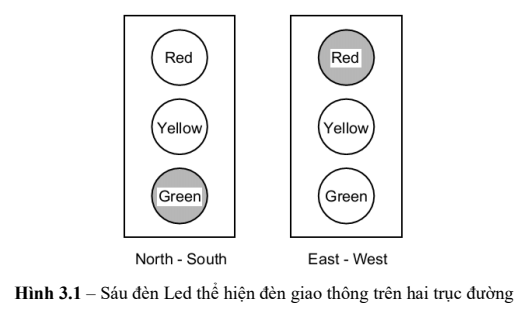 Red
Yellow
Green
North - South
Red
Yellow
Green
East - West
Hình 3.1 – Sáu đèn Led thể hiện đèn giao thông trên hai trục đường